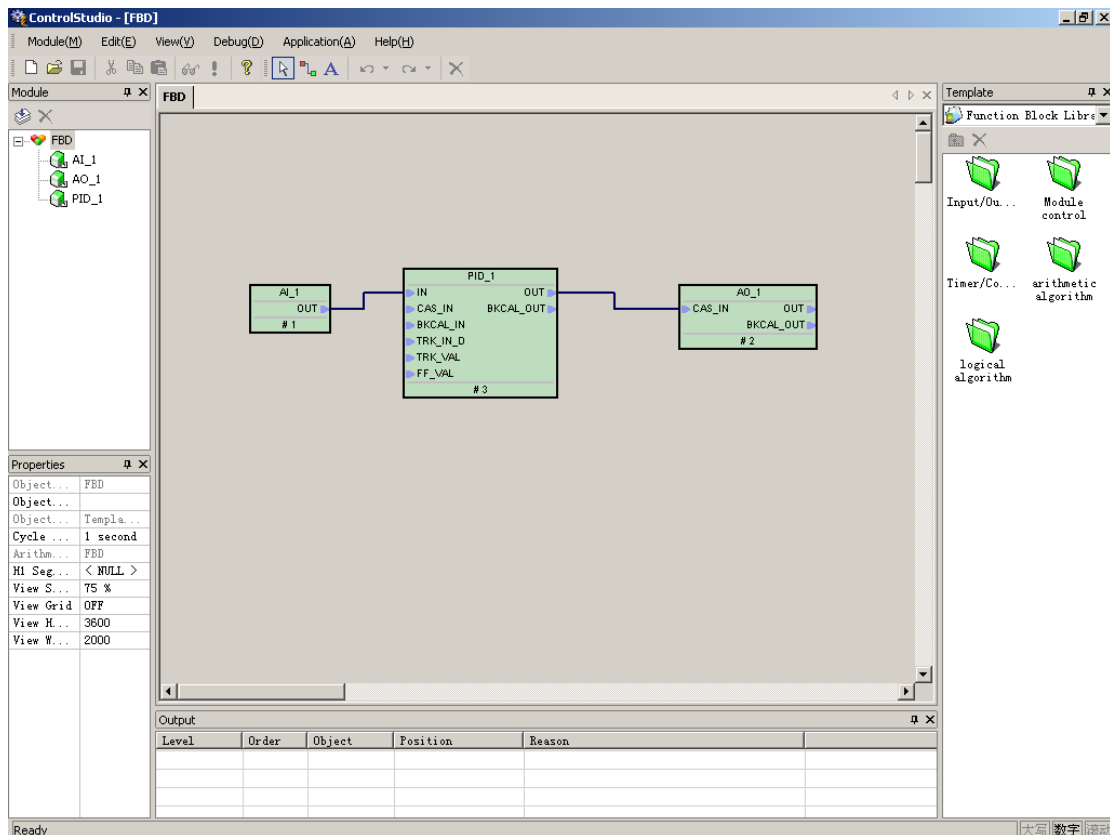 ControlStudio - [FBD]
Module(M) Edit(E) View(V) Debug(D) Application(A) Help(H)
Module
FBD
AI_1
AO_1
PID_1
Properties
Object... FBD
Object...
Object... Templa...
Cycle ... 1 second
Arithm... FBD
H1 Seg... < NULL >
View S... 75 %
View Grid OFF
View H... 3600
View W... 2000
FBD
AI_1
OUT
# 1
PID_1
IN OUT
CAS_IN BKCAL_OUT
BKCAL_IN
TRK_IN_D
TRK_VAL
FF_VAL
# 3
AO_1
CAS_IN OUT
BKCAL_OUT
# 2
Output
Level Order Object Position Reason
Template
Function Block Libra
Input/Ou... Module control
Timer/Co... arithmetic algorithm
logical algorithm
Ready
大写 数字 滚动